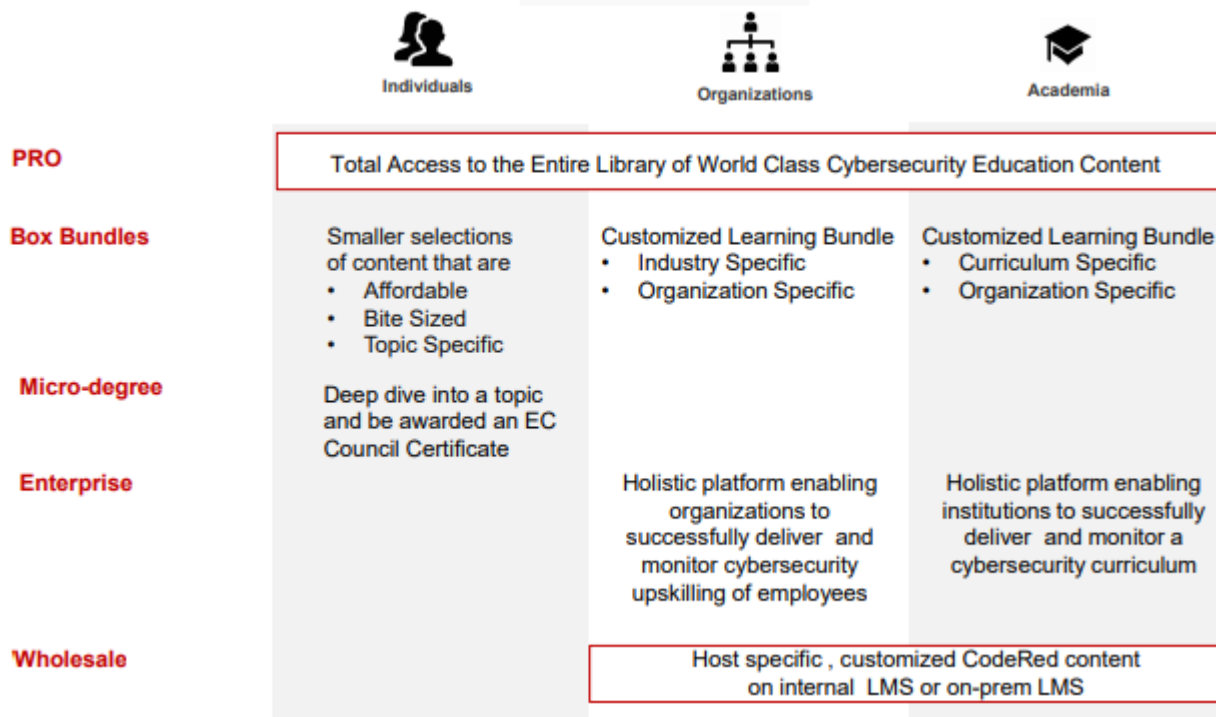 Individuals
Organizations
Academia
PRO
Total Access to the Entire Library of World Class Cybersecurity Education Content
Box Bundles
Smaller selections
of content that are
• Affordable
• Bite Sized
• Topic Specific
Customized Learning Bundle
• Industry Specific
• Organization Specific
Customized Learning Bundle
• Curriculum Specific
• Organization Specific
Micro-degree
Deep dive into a topic
and be awarded an EC
Council Certificate
Enterprise
Holistic platform enabling
organizations to
successfully deliver and
monitor cybersecurity
upskilling of employees
Holistic platform enabling
institutions to successfully
deliver and monitor a
cybersecurity curriculum
Wholesale
Host specific , customized CodeRed content
on internal LMS or on-prem LMS